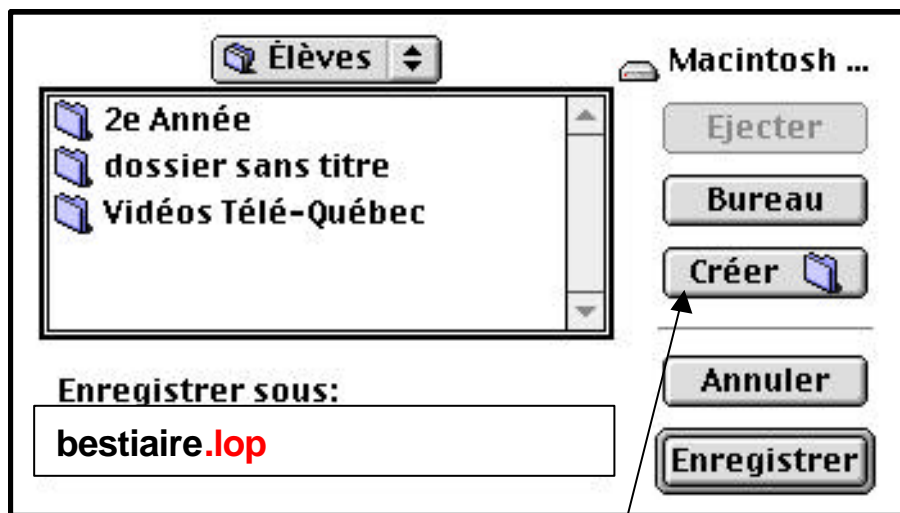 Élèves
Macintosh ...
2e Année
dossier sans titre
Vidéos Télé-Québec
Ejecter
Bureau
Créer
Annuler
Enregistrer sous:
bestiaire.lop
Enregistrer